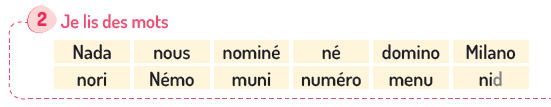 2 Je lis des mots
Nada nous nominé né domino Milano
nori Némo muni numéro menu nid